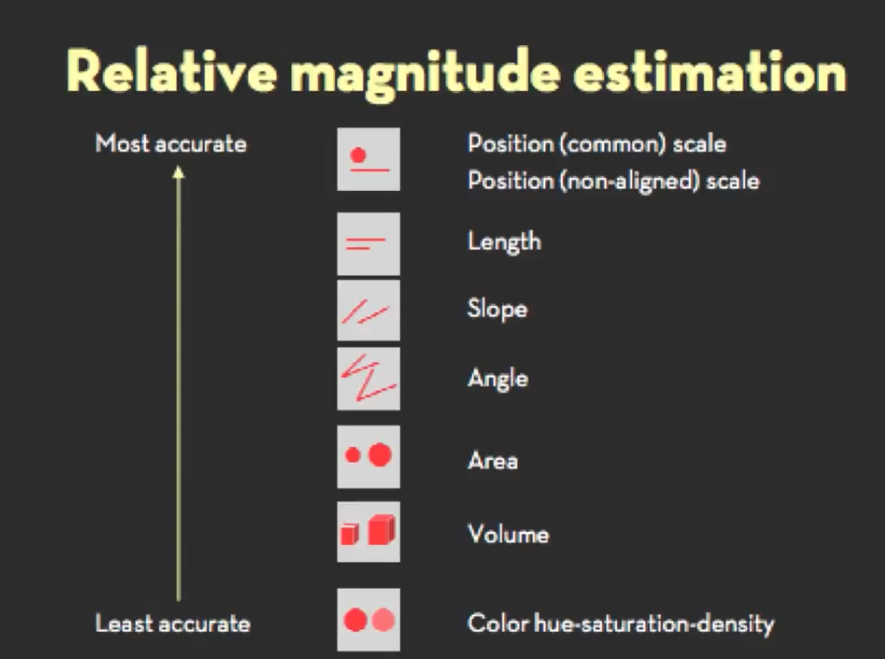 Relative magnitude estimation
Most accurate
Position (common) scale
Position (non-aligned) scale
Length
Slope
Angle
Area
Volume
Least accurate
Color hue-saturation-density